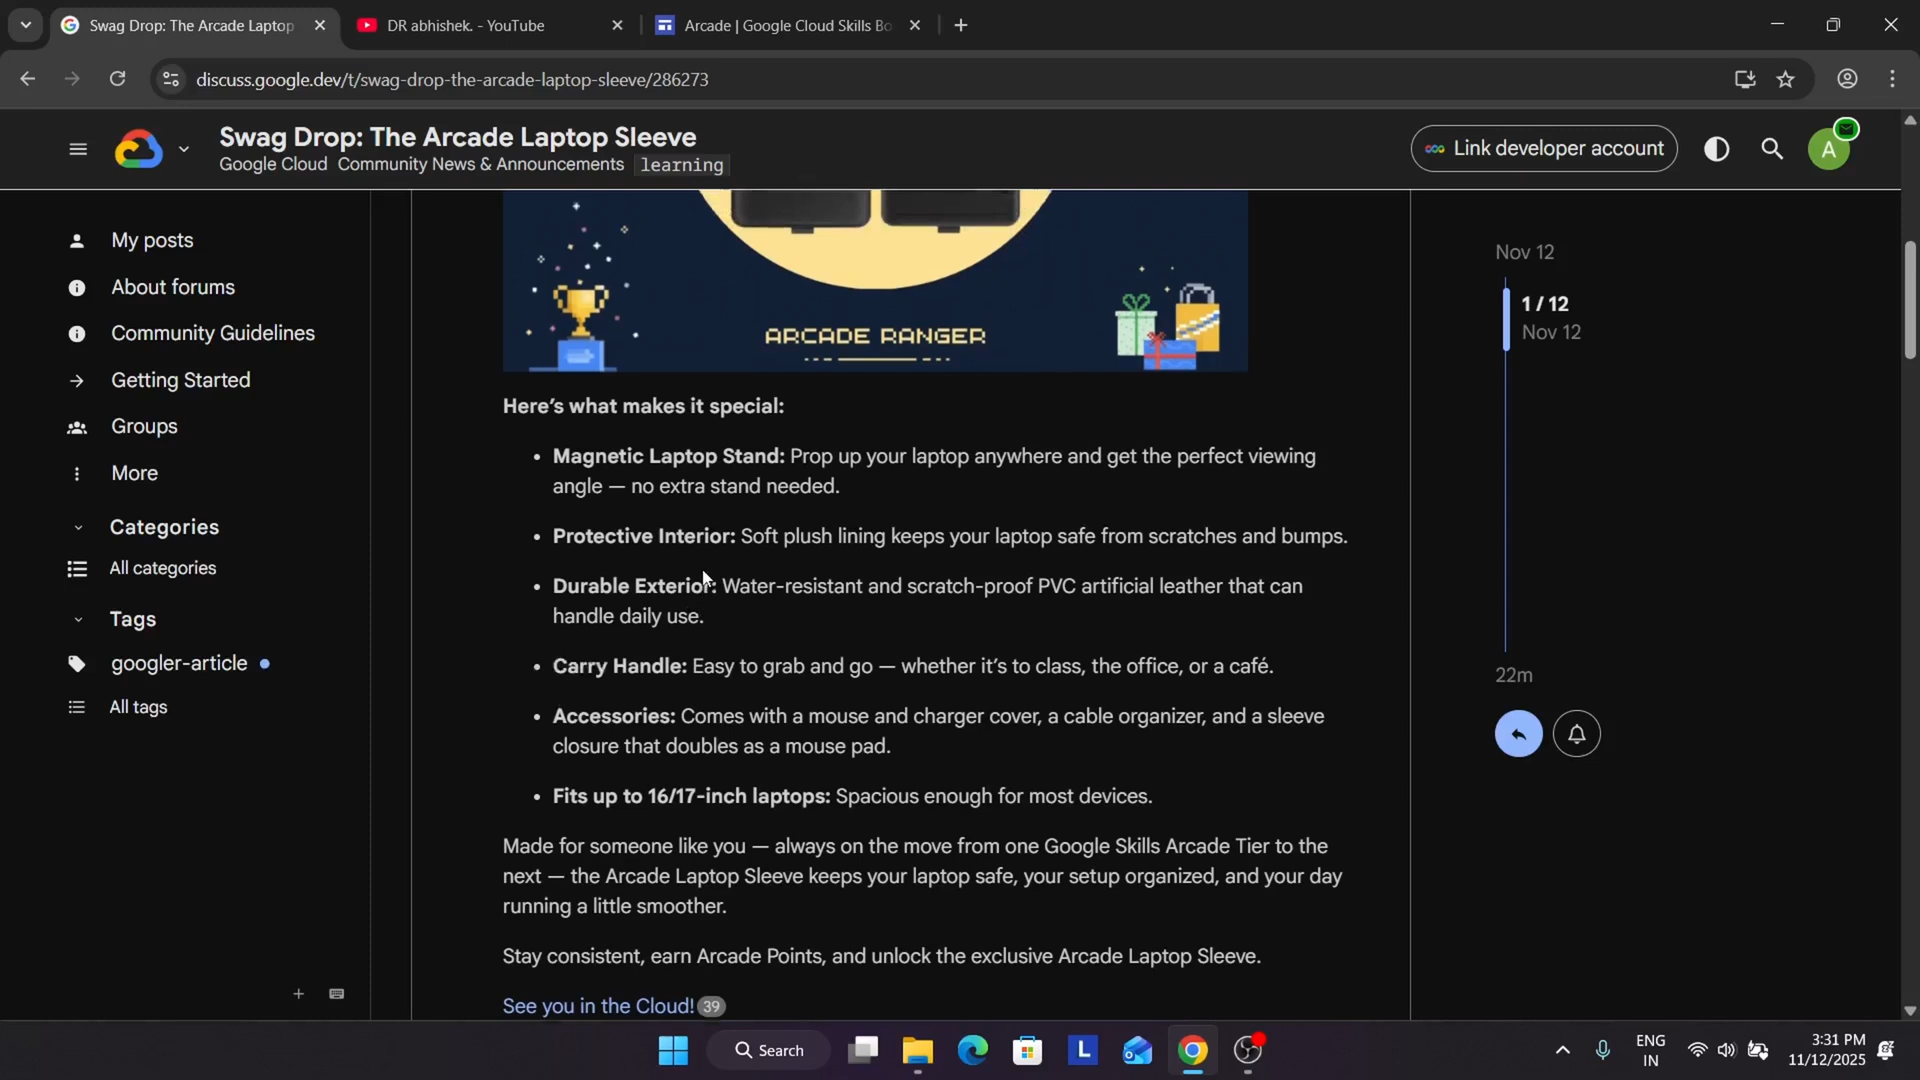 Swag Drop: The Arcade Laptop
DR abhishek. - YouTube
Arcade | Google Cloud Skills Bo
discuss.google.dev/t/swag-drop-the-arcade-laptop-sleeve/286273
Swag Drop: The Arcade Laptop Sleeve
Google Cloud Community News & Announcements learning
Link developer account
A
My posts
About forums
Community Guidelines
Getting Started
Groups
More
Categories
All categories
Tags
googler-article
All tags
ARCADE RANGER
Here's what makes it special:
• Magnetic Laptop Stand: Prop up your laptop anywhere and get the perfect viewing
angle — no extra stand needed.
• Protective Interior: Soft plush lining keeps your laptop safe from scratches and bumps.
• Durable Exterior: Water-resistant and scratch-proof PVC artificial leather that can
handle daily use.
• Carry Handle: Easy to grab and go — whether it's to class, the office, or a café.
• Accessories: Comes with a mouse and charger cover, a cable organizer, and a sleeve
closure that doubles as a mouse pad.
• Fits up to 16/17-inch laptops: Spacious enough for most devices.
Made for someone like you — always on the move from one Google Skills Arcade Tier to the
next — the Arcade Laptop Sleeve keeps your laptop safe, your setup organized, and your day
running a little smoother.
Stay consistent, earn Arcade Points, and unlock the exclusive Arcade Laptop Sleeve.
See you in the Cloud! 39
Nov 12
1 / 12
Nov 12
22m
Search
L
ENG
IN
3:31 PM
11/12/2025